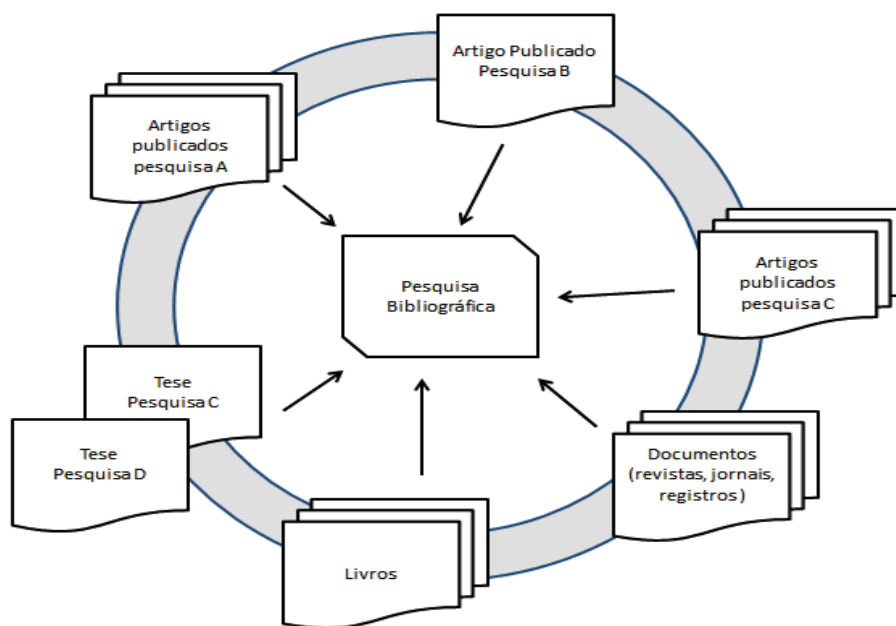 Artigo Publicado
Pesquisa B
Artigos
publicados
pesquisa A
Artigos
publicados
pesquisa C
Pesquisa
Bibliográfica
Tese
Pesquisa C
Tese
Pesquisa D
Documentos
(revistas, jornais,
registros)
Livros